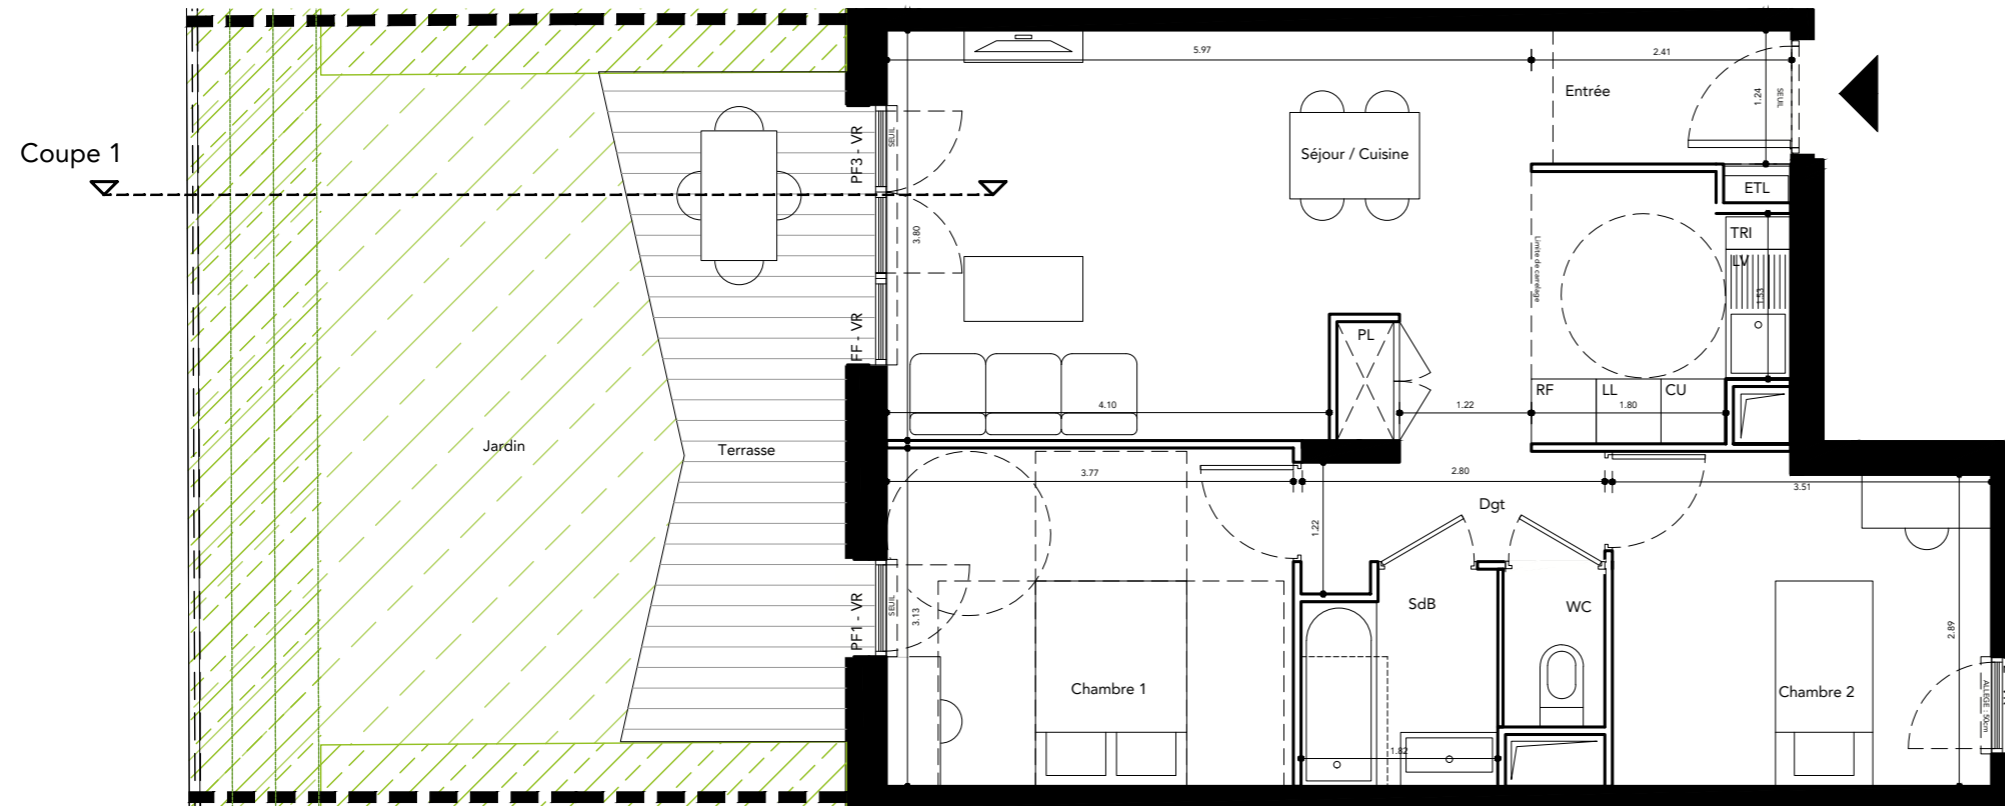 5.97
2.41
Entrée
1.24
SEUIL
Coupe 1
PF3 - VR
SEUIL
Séjour / Cuisine
ETL
TRI
LV
1.53
3.80
Limite de carrelage
FF - VR
PL
RF
LL
CU
4.10
1.22
1.80
Jardin
Terrasse
3.77
2.80
3.51
Dgt
1.22
PF1 - VR
SEUIL
3.13
SdB
WC
2.89
Chambre 1
Chambre 2
ALLEGE : 50cm
1.82